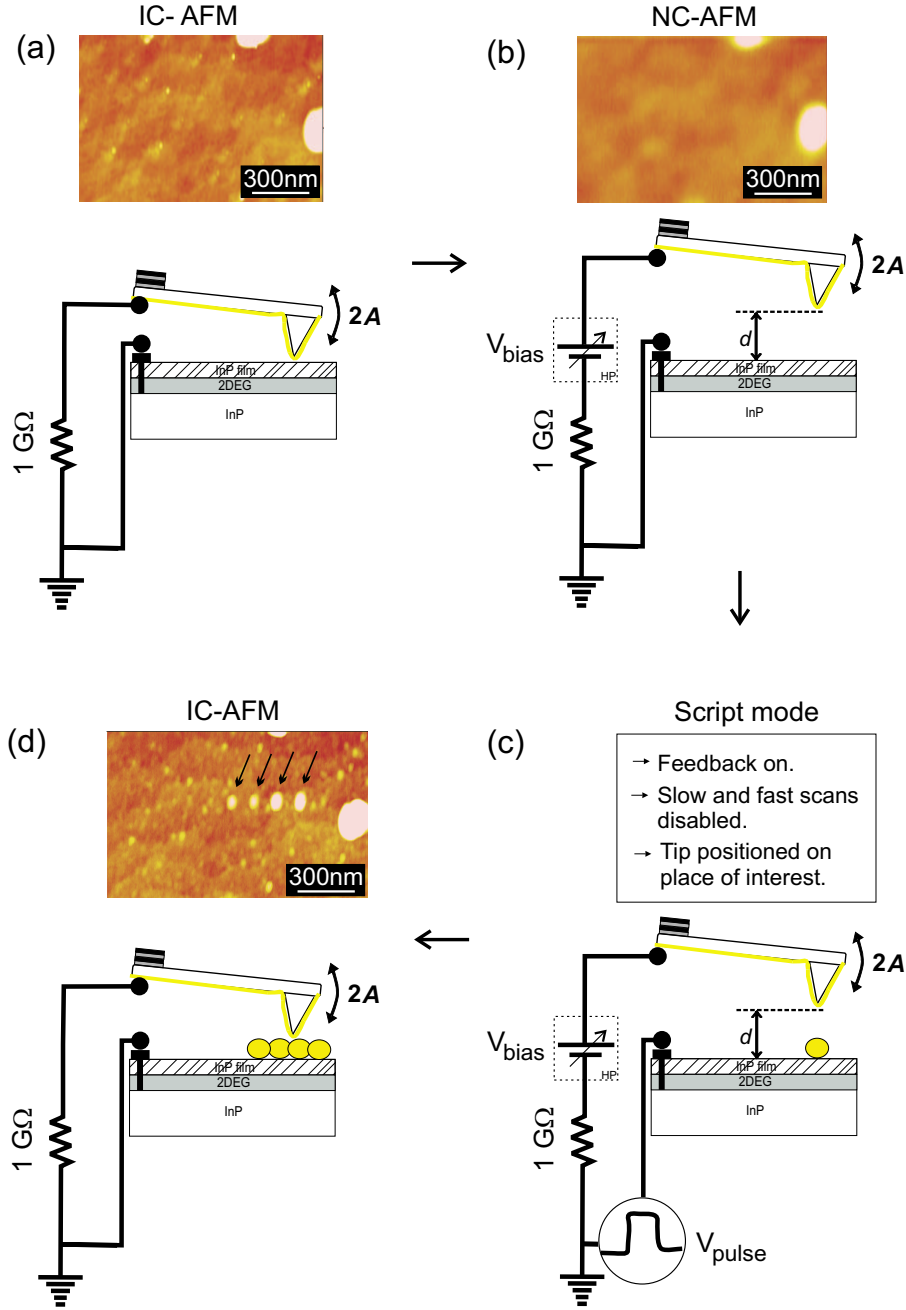 IC- AFM
(a)
300nm
2A
InP film
2DEG
InP
1 GΩ
NC-AFM
(b)
300nm
2A
V_bias
HP
d
InP film
2DEG
InP
1 GΩ
IC-AFM
(d)
300nm
2A
InP film
2DEG
InP
1 GΩ
Script mode
(c)
→ Feedback on.
→ Slow and fast scans
disabled.
→ Tip positioned on
place of interest.
2A
V_bias
HP
d
InP film
2DEG
InP
1 GΩ
V_pulse